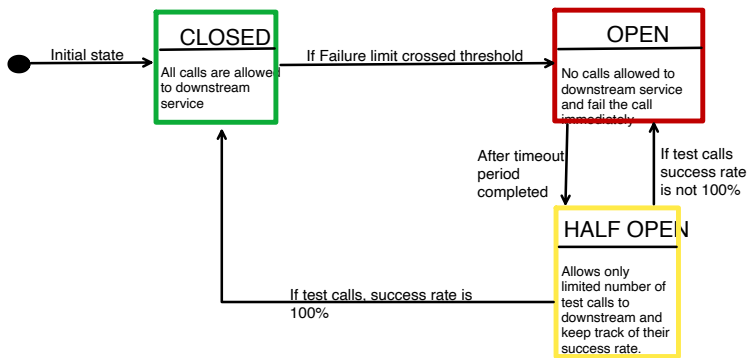 CLOSED
OPEN
Initial state
If Failure limit crossed threshold
All calls are allowed
to downstream
service
No calls allowed to
downstream service
and fail the call
immediately
After timeout
period
completed
If test calls
success rate
is not 100%
HALF OPEN
Allows only
limited number of
test calls to
downstream and
keep track of their
success rate.
If test calls, success rate is
100%